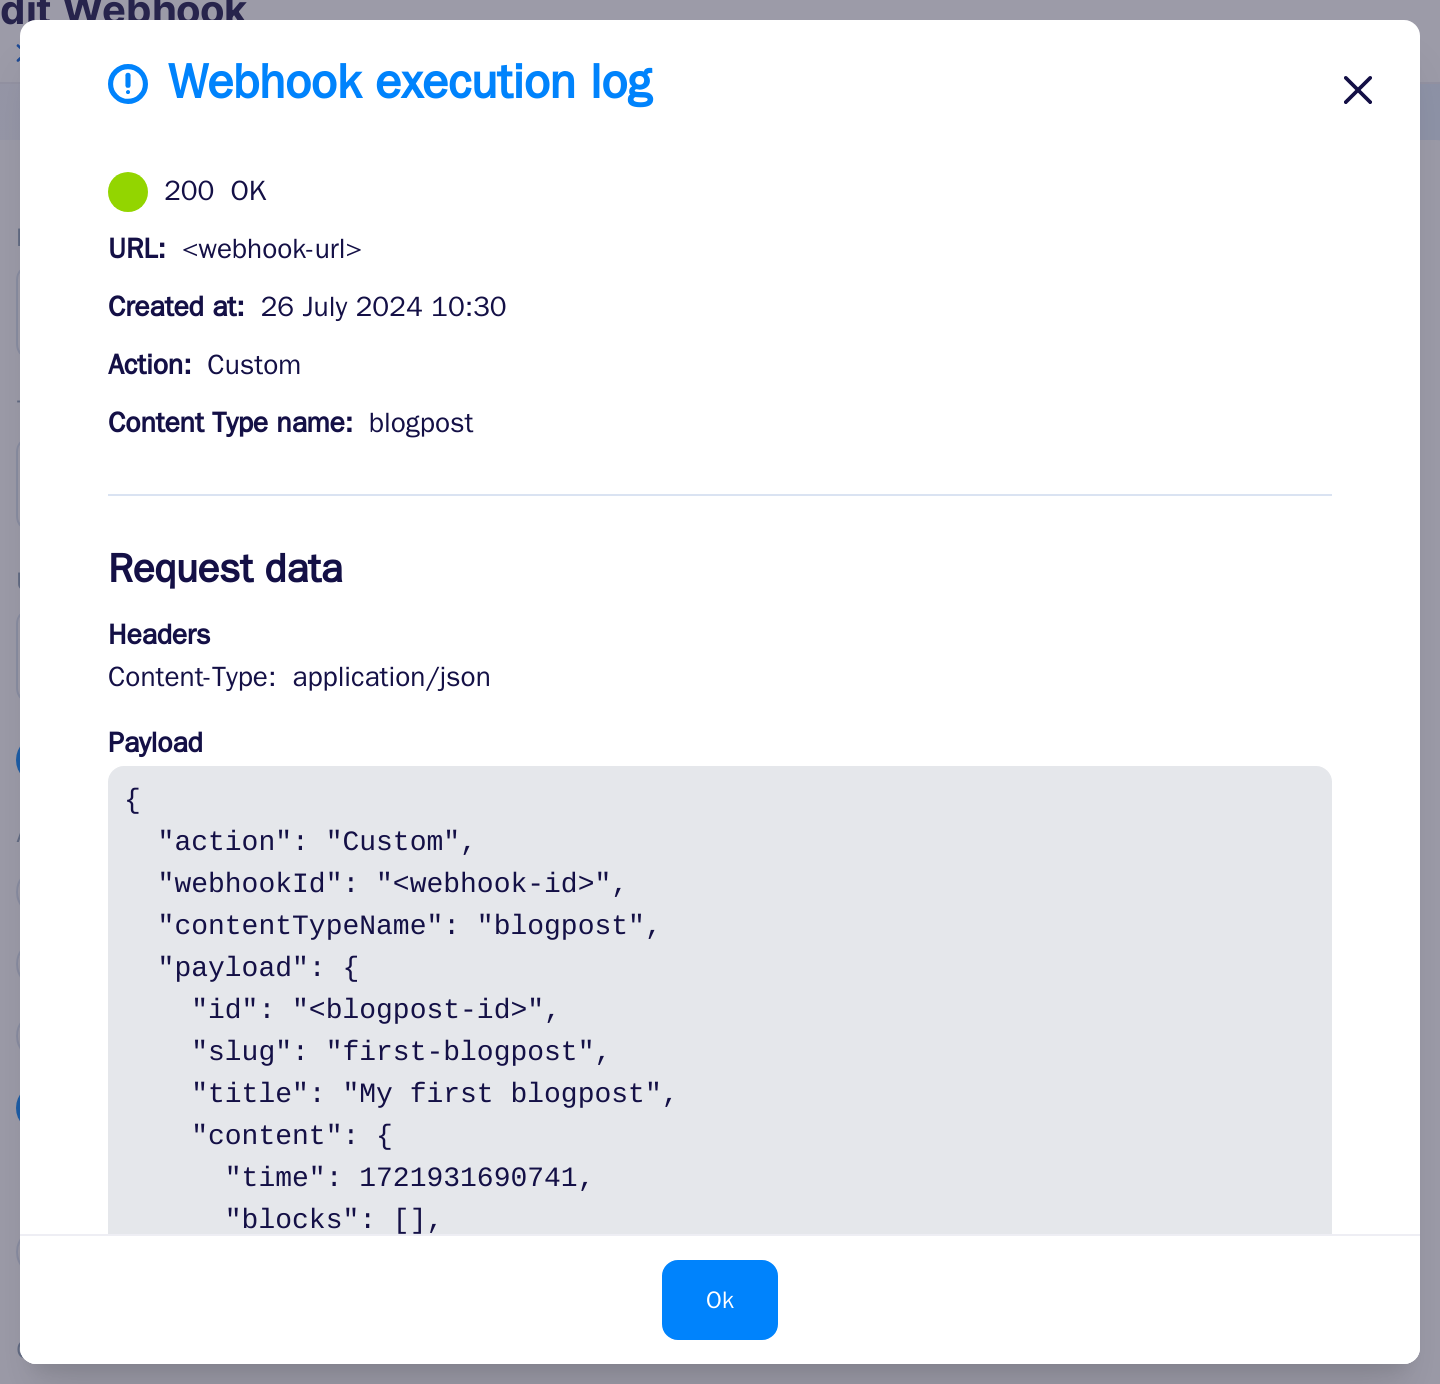 dit Webhook
Webhook execution log
200 OK
URL: <webhook-url>
Created at: 26 July 2024 10:30
Action: Custom
Content Type name: blogpost
Request data
Headers
Content-Type: application/json
Payload
{
  "action": "Custom",
  "webhookId": "<webhook-id>",
  "contentTypeName": "blogpost",
  "payload": {
    "id": "<blogpost-id>",
    "slug": "first-blogpost",
    "title": "My first blogpost",
    "content": {
      "time": 1721931690741,
      "blocks": [],
Ok